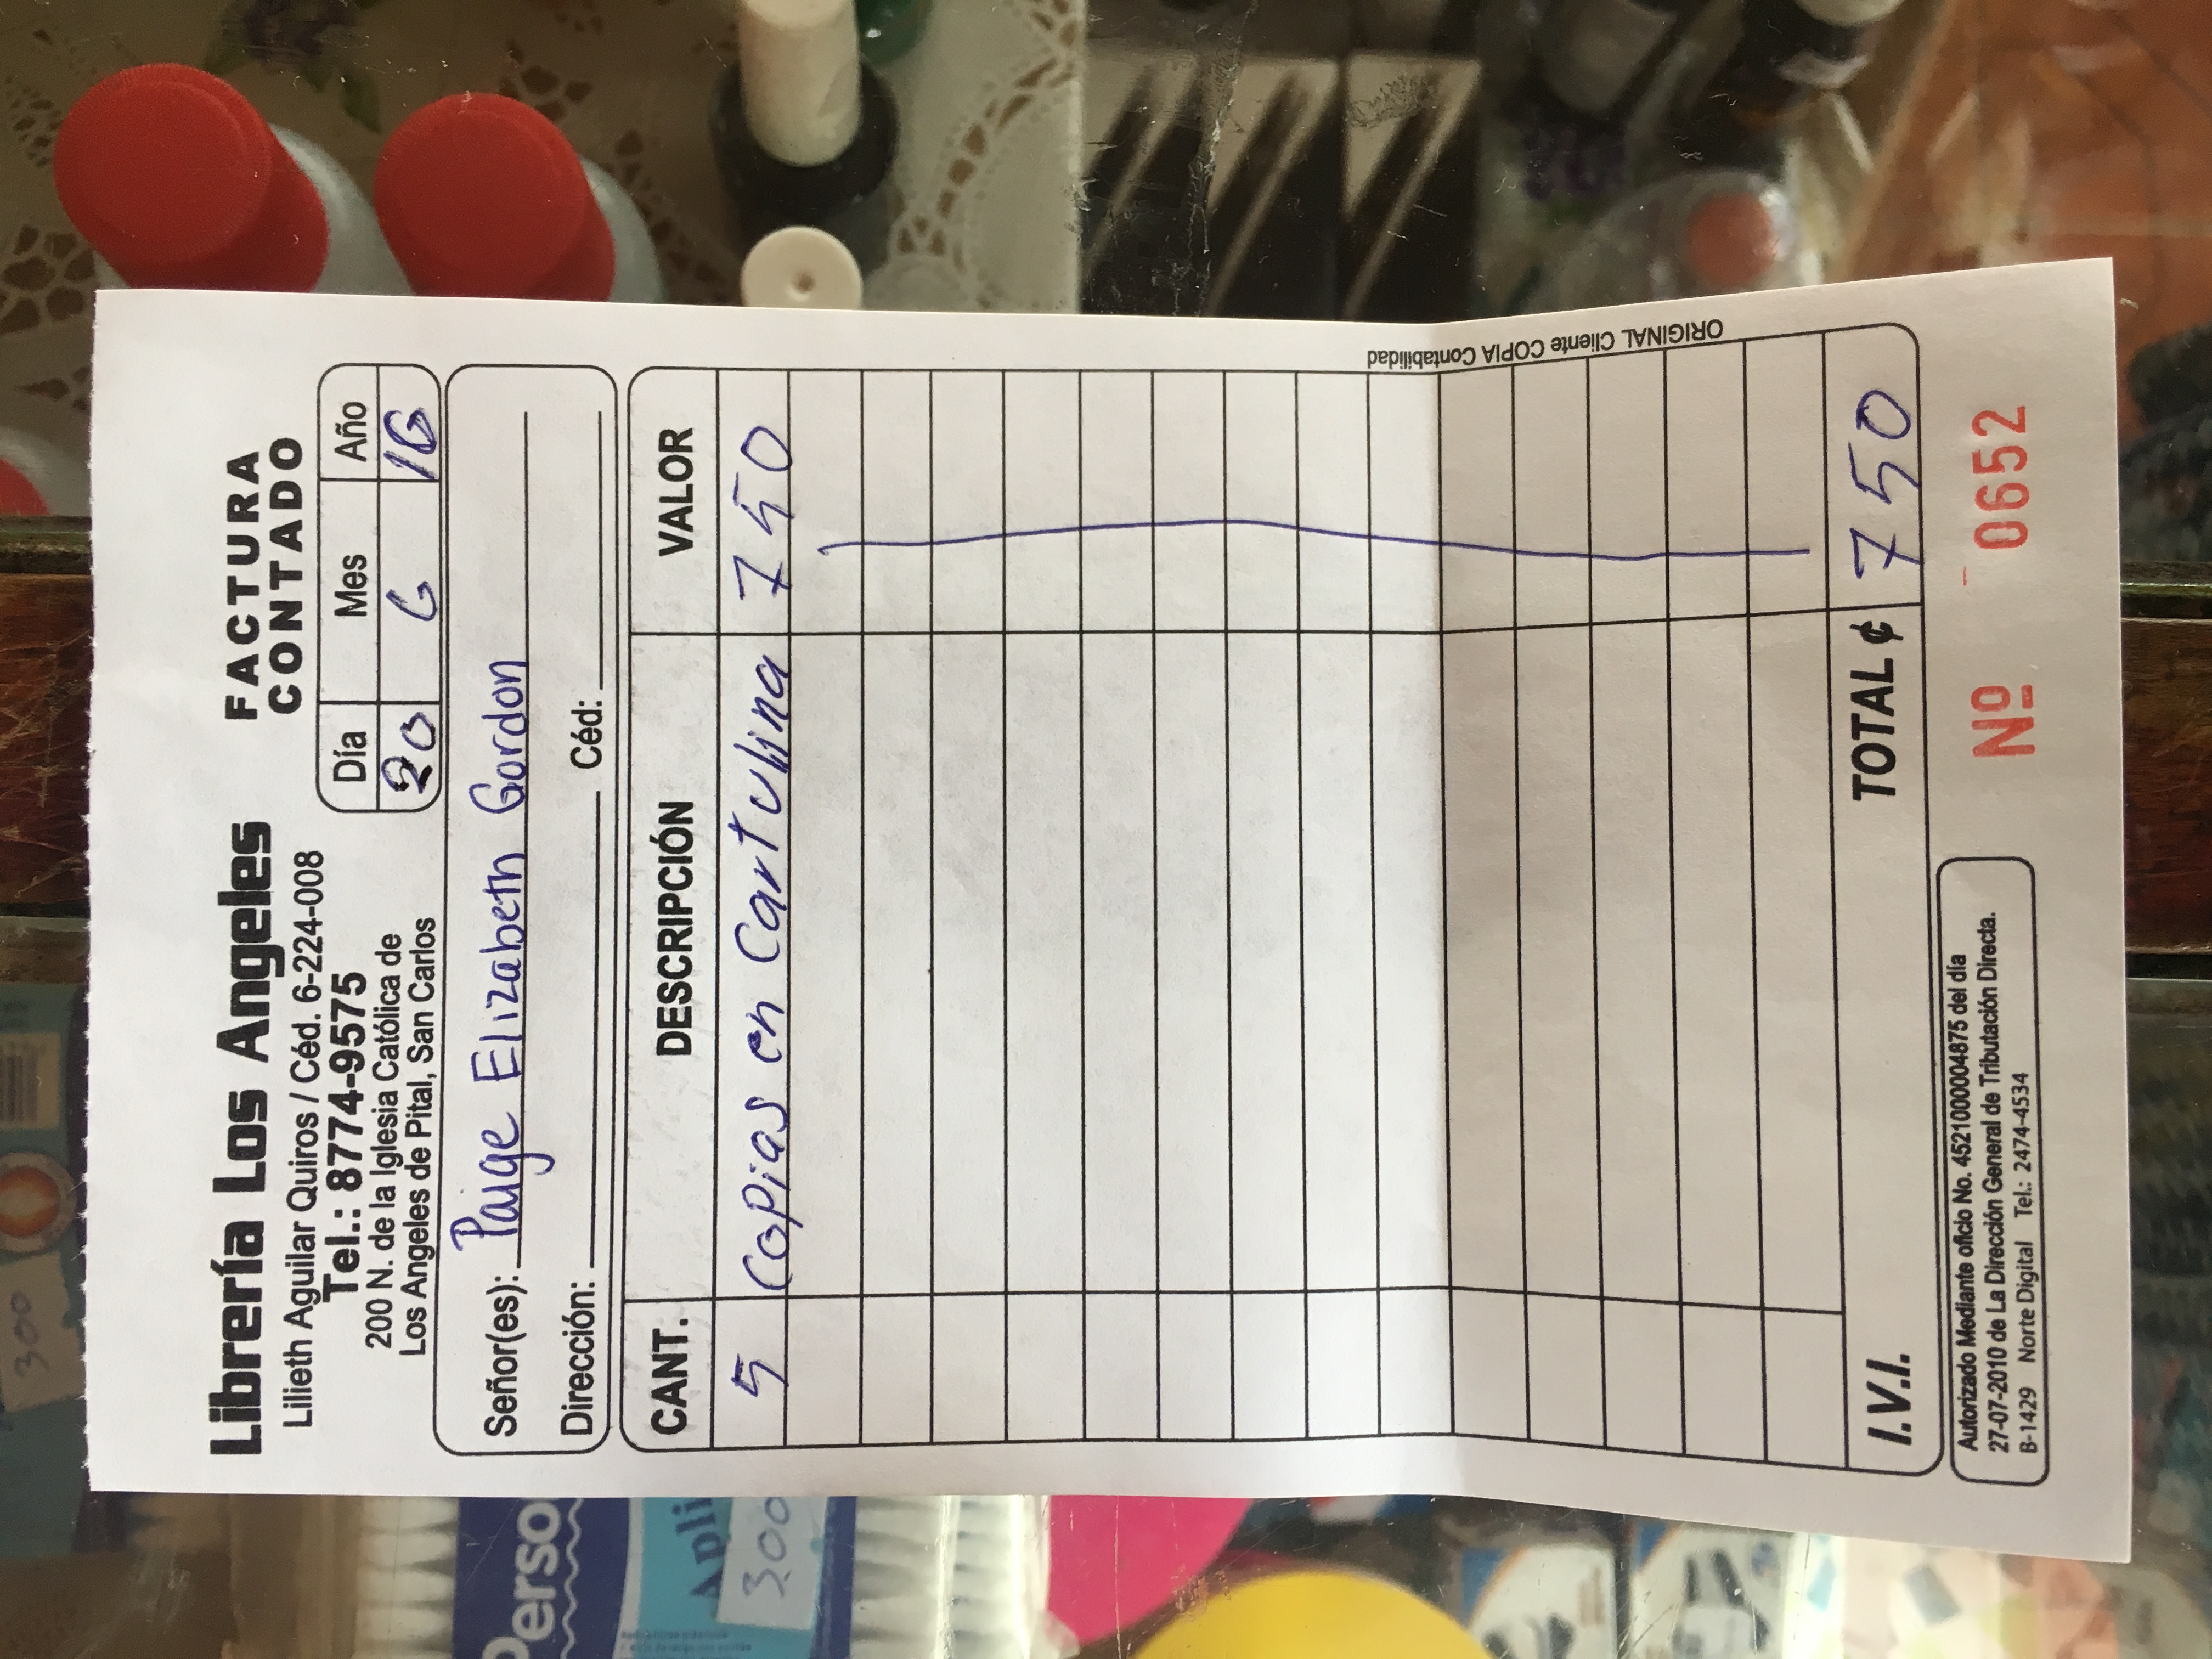 Librería Los Angeles
Lilieth Aguilar Quiros / Céd. 6-224-008
Tel.: 8774-9575
200 N. de la Iglesia Católica de
Los Angeles de Pital, San Carlos
FACTURA
CONTADO
Día Mes Año
20 6 16
Señor(es): Paige Elizabeth Gordon
Dirección: Céd:
CANT. DESCRIPCIÓN VALOR
5 Copias en Cartulina 750
I.V.I. TOTAL ¢ 750
ORIGINAL Cliente COPIA Contabilidad
Autorizado Mediante oficio No. 4521000004875 del día
27-07-2010 de La Dirección General de Tributación Directa.
B-1429 Norte Digital Tel.: 2474-4534
Nº 0652
300
Perso
Apli
300